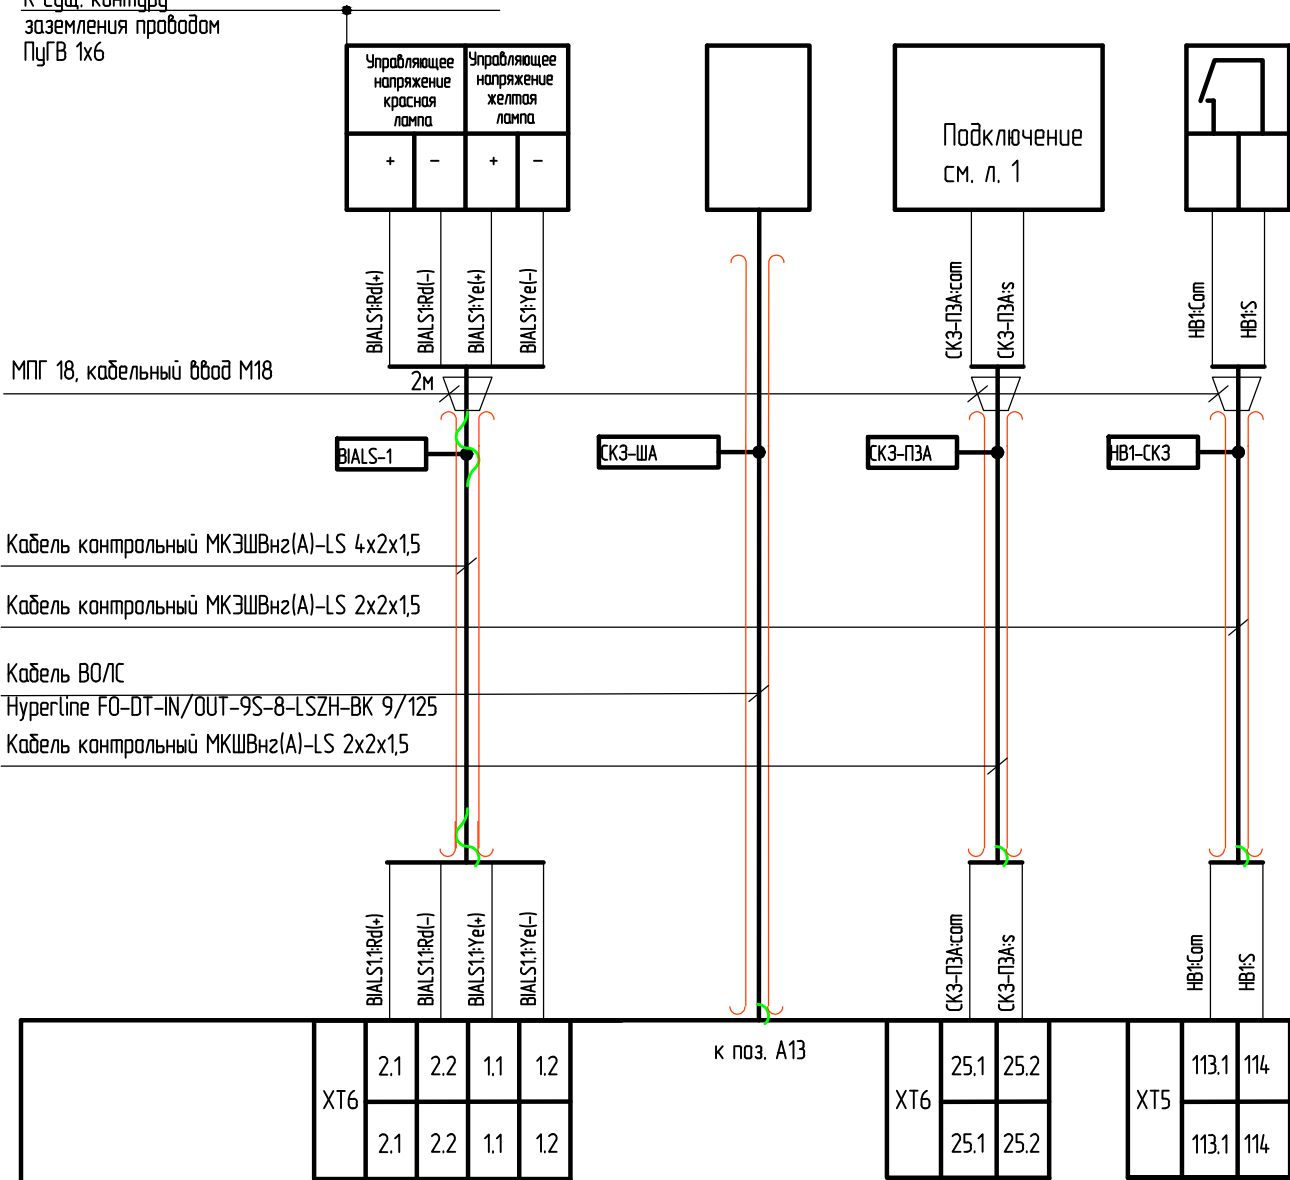 К сущ. контуру
заземления проводом
ПуГВ 1х6
Управляющее
напряжение
красная
лампа
Управляющее
напряжение
желтая
лампа
+ − + −
Подключение
см. л. 1
BIALS1:Rd(+)
BIALS1:Rd(-)
BIALS1:Ye(+)
BIALS1:Ye(-)
СКЗ-ПЗА:com
СКЗ-ПЗА:s
HB1:Com
HB1:S
МПГ 18, кабельный ввод М18
2м
BIALS-1
СКЗ-ША
СКЗ-ПЗА
НВ1-СКЗ
Кабель контрольный МКЭШВнг(А)-LS 4х2х1,5
Кабель контрольный МКЭШВнг(А)-LS 2х2х1,5
Кабель ВОЛС
Hyperline FO-DT-IN/OUT-9S-8-LSZH-BK 9/125
Кабель контрольный МКШВнг(А)-LS 2х2х1,5
BIALS1.1:Rd(+)
BIALS1.1:Rd(-)
BIALS1.1:Ye(+)
BIALS1.1:Ye(-)
СКЗ-ПЗА:com
СКЗ-ПЗА:s
HB1:Com
HB1:S
к поз. А13
XT6
2.1 2.2 1.1 1.2
2.1 2.2 1.1 1.2
XT6
25.1 25.2
25.1 25.2
XT5
113.1 114
113.1 114